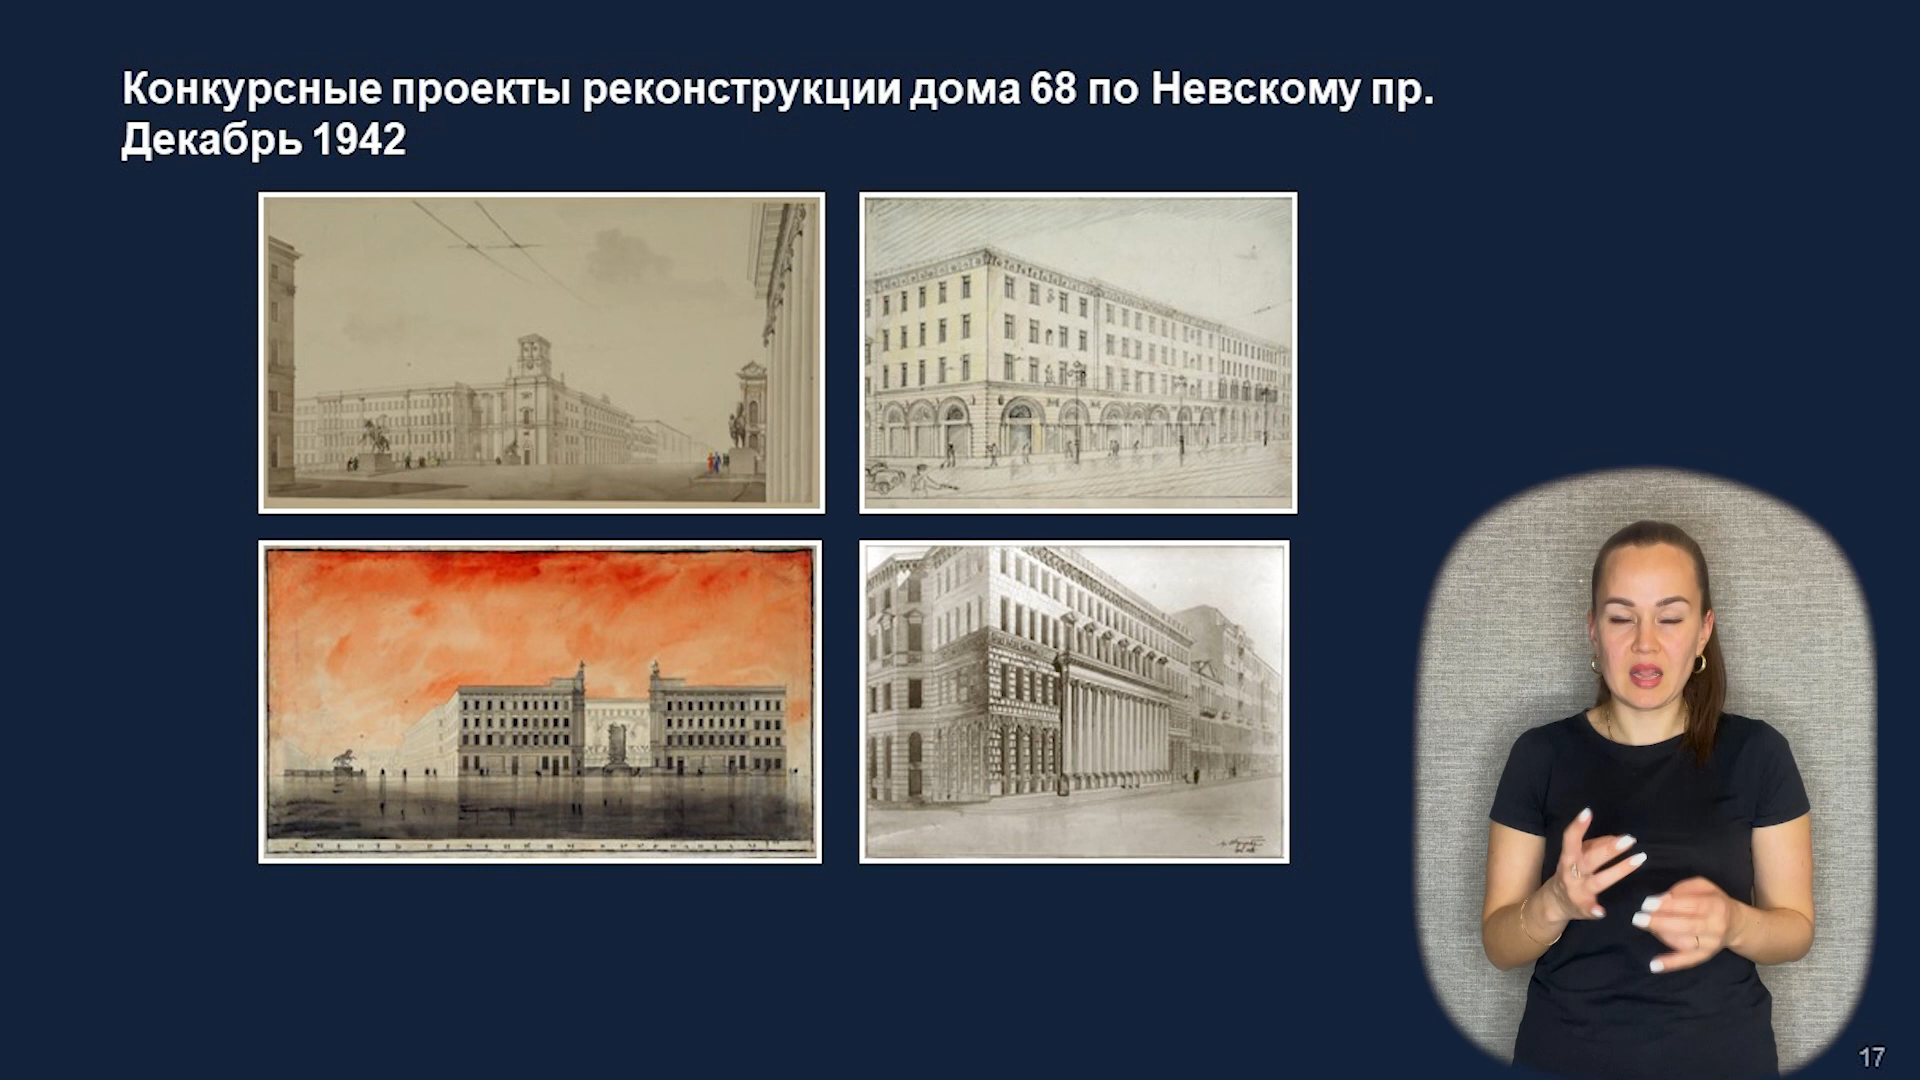 Конкурсные проекты реконструкции дома 68 по Невскому пр.
Декабрь 1942
17